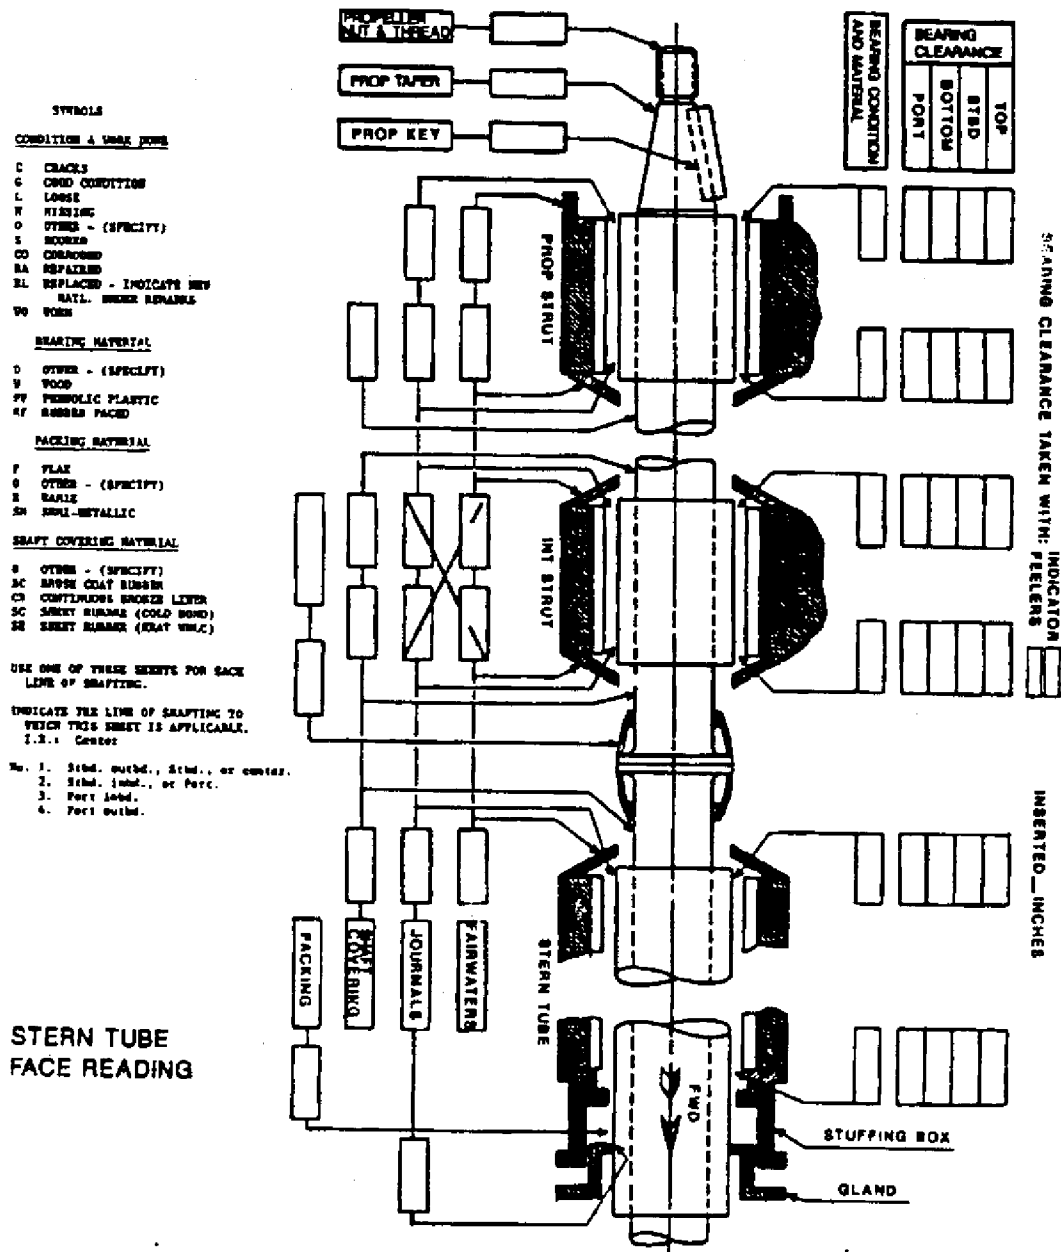 PROPELLER
NUT & THREAD
PROP TAPER
PROP KEY
BEARING CONDITION
AND MATERIAL
BEARING
CLEARANCE
TOP
STBD
BOTTOM
PORT
SYMBOLS
CONDITION & WORK DONE
C CRACKS
G GOOD CONDITION
L LOOSE
MISSING
O OTHER - (SPECIFY)
S SCORED
CO CORRODED
RA REPAIRED
RL REPLACED - INDICATE NEW
MATL. UNDER REMARKS
WO WORN
BEARING MATERIAL
O OTHER - (SPECIFY)
W WOOD
PP PHENOLIC PLASTIC
RF RUBBER FACED
PACKING MATERIAL
F FLAX
O OTHER - (SPECIFY)
SM SEMI-METALLIC
SHAFT COVERING MATERIAL
OTHER - (SPECIFY)
BC BRUSH COAT RUBBER
CB CONTINUOUS BRONZE LINER
SC SHEET RUBBER (COLD BOND)
SH SHEET RUBBER (HEAT VULC)
USE ONE OF THESE SHEETS FOR EACH
LINE OF SHAFTING.
INDICATE THE LINE OF SHAFTING TO
WHICH THIS SHEET IS APPLICABLE.
I.E.: Center
No. 1. Stbd. outbd., Stbd., or center.
2. Stbd. inbd., or Port.
3. Port inbd.
4. Port outbd.
PROP STRUT
INT STRUT
STERN TUBE
BEARING CLEARANCE TAKEN WITH: INDICATOR
FEELERS
INSERTED_INCHES
PACKING
SHAFT
COVERING
JOURNALS
FAIRWATERS
STERN TUBE
FACE READING
FWD
STUFFING BOX
GLAND